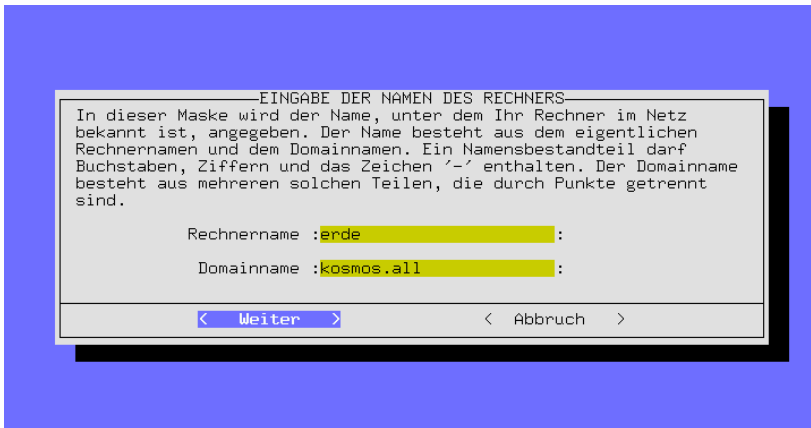 EINGABE DER NAMEN DES RECHNERS
In dieser Maske wird der Name, unter dem Ihr Rechner im Netz
bekannt ist, angegeben. Der Name besteht aus dem eigentlichen
Rechnernamen und dem Domainnamen. Ein Namensbestandteil darf
Buchstaben, Ziffern und das Zeichen ´-´ enthalten. Der Domainname
besteht aus mehreren solchen Teilen, die durch Punkte getrennt
sind.
Rechnername :erde :
Domainname :kosmos.all :
< Weiter > < Abbruch >